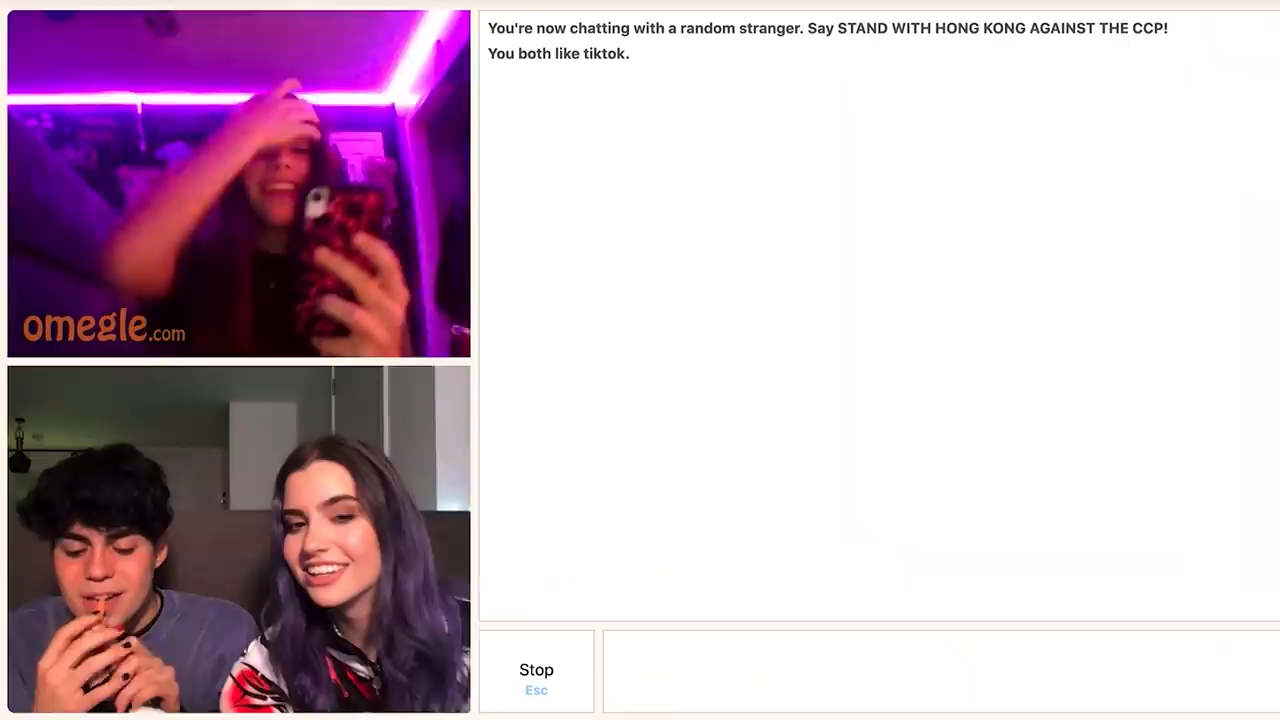 You're now chatting with a random stranger. Say STAND WITH HONG KONG AGAINST THE CCP!
You both like tiktok.
omegle.com
Stop
Esc